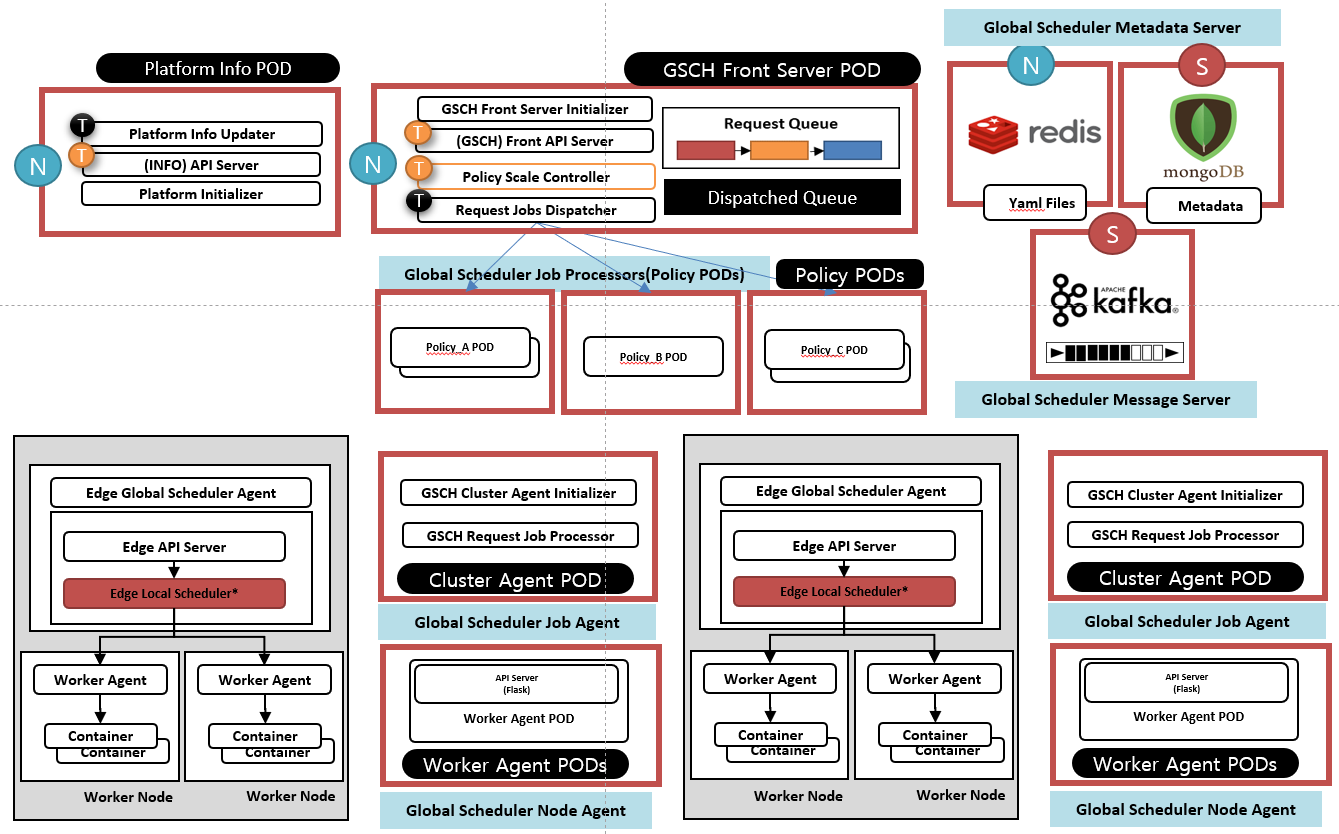 Global Scheduler Metadata Server
Platform Info POD
GSCH Front Server POD
N
S
T
Platform Info Updater
T
(INFO) API Server
N
Platform Initializer
GSCH Front Server Initializer
T
(GSCH) Front API Server
N
T
Policy Scale Controller
T
Request Jobs Dispatcher
Request Queue
Dispatched Queue
redis
Yaml Files
mongoDB
Metadata
S
Global Scheduler Job Processors(Policy PODs)
Policy PODs
Policy_A POD
Policy_B POD
Policy_C POD
APACHE
kafka®
Global Scheduler Message Server
Edge Global Scheduler Agent
Edge API Server
Edge Local Scheduler*
Worker Agent
Worker Agent
Container
Container
Container
Container
Worker Node
Worker Node
GSCH Cluster Agent Initializer
GSCH Request Job Processor
Cluster Agent POD
Global Scheduler Job Agent
API Server
(Flask)
Worker Agent POD
Worker Agent PODs
Global Scheduler Node Agent
Edge Global Scheduler Agent
Edge API Server
Edge Local Scheduler*
Worker Agent
Worker Agent
Container
Container
Container
Container
Worker Node
Worker Node
GSCH Cluster Agent Initializer
GSCH Request Job Processor
Cluster Agent POD
Global Scheduler Job Agent
API Server
(Flask)
Worker Agent POD
Worker Agent PODs
Global Scheduler Node Agent